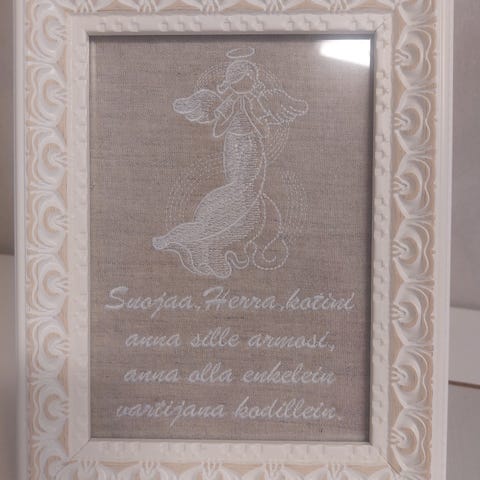 Suojaa, Herra, kotini
anna sille armosi,
anna olla enkelein
vartijana kodillein.